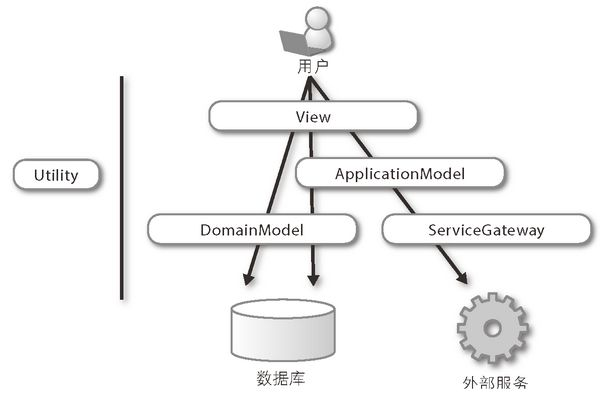 用户
View
Utility
ApplicationModel
DomainModel
ServiceGateway
数据库
外部服务